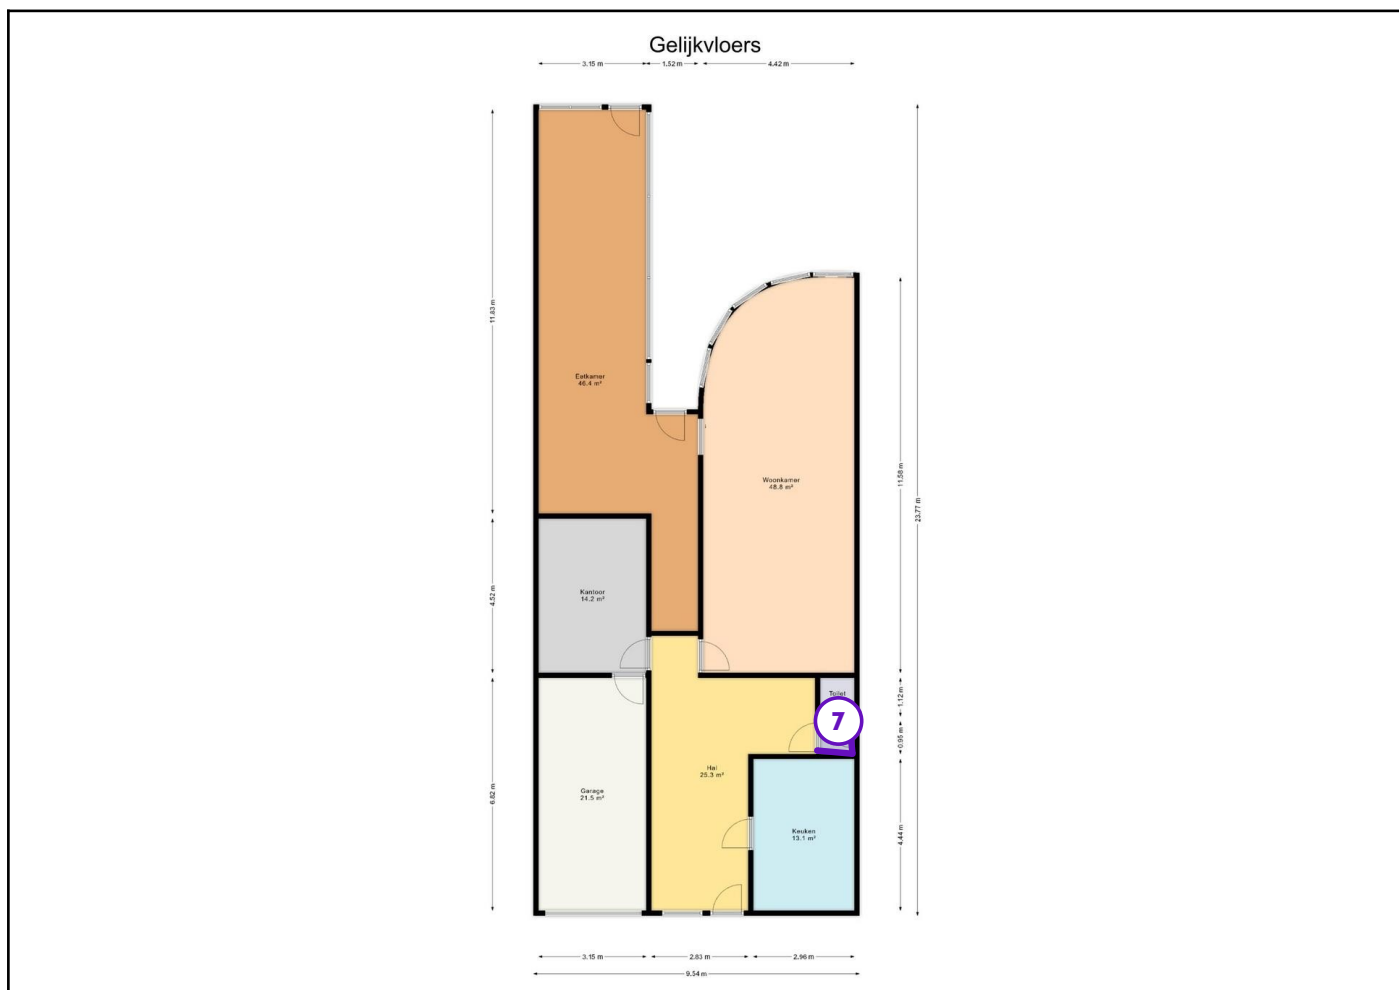 Gelijkvloers
3.15 m
1.52 m
4.42 m
11.83 m
4.52 m
6.82 m
Eetkamer
46.4 m²
Woonkamer
48.8 m²
Kantoor
14.2 m²
Toilet
7
Hal
25.3 m²
Garage
21.5 m²
Keuken
13.1 m²
11.58 m
23.77 m
1.12 m
0.95 m
4.44 m
3.15 m
2.83 m
2.96 m
9.54 m